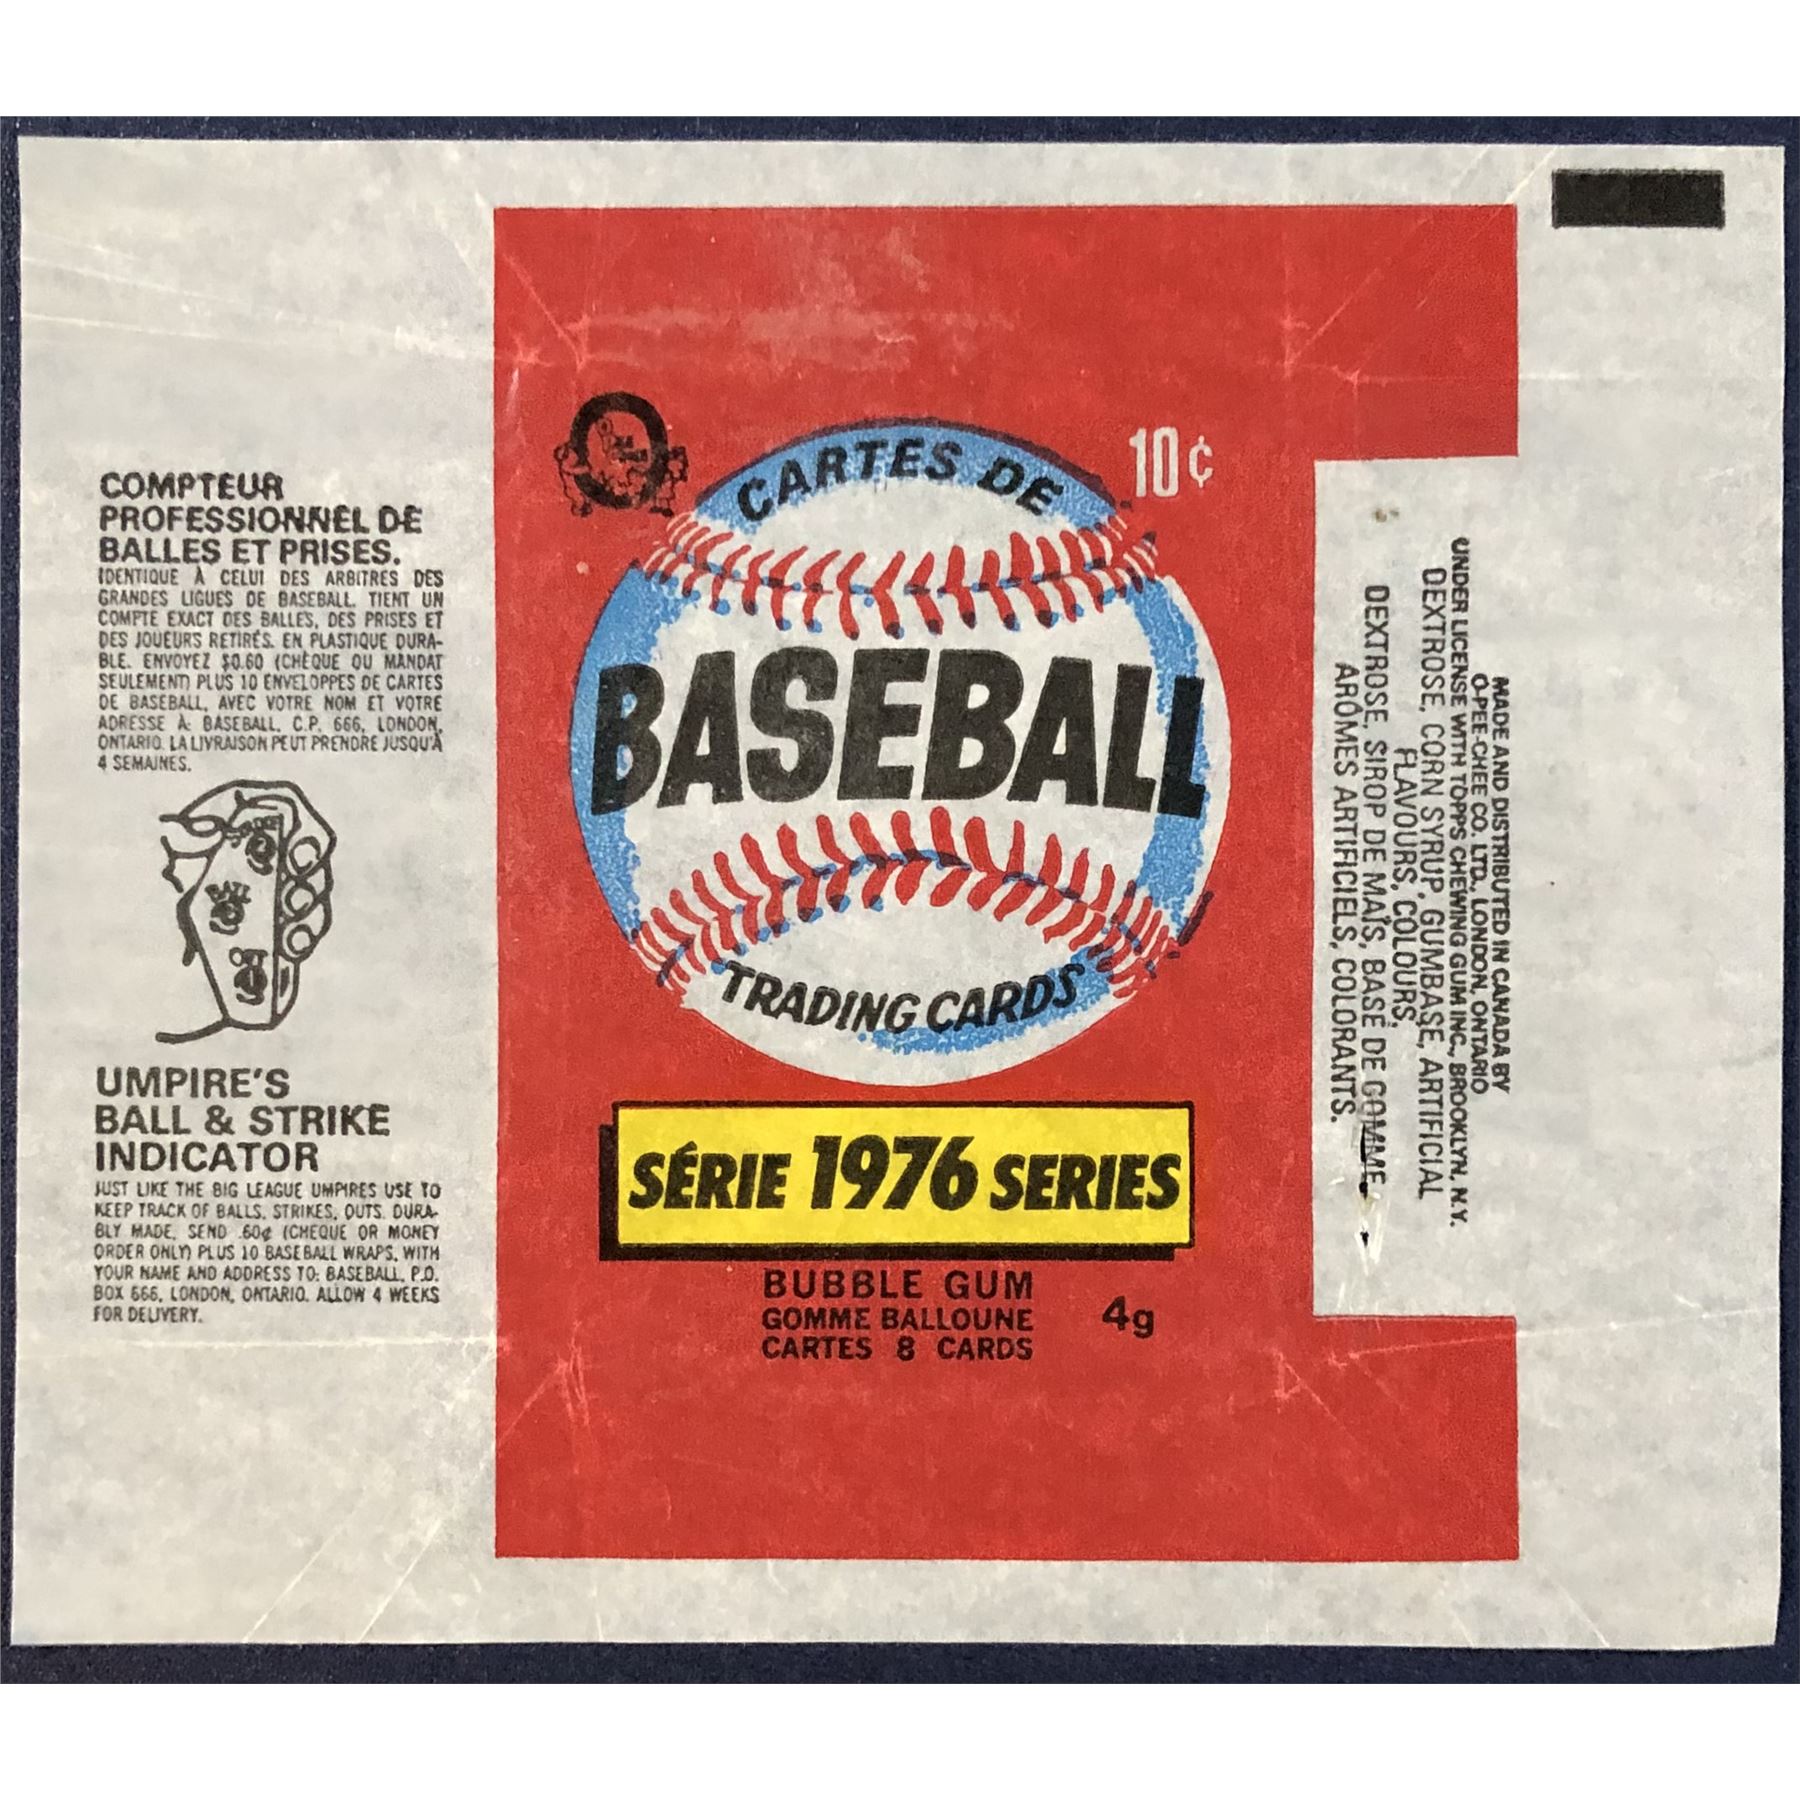 COMPTEUR
PROFESSIONNEL DE
BALLES ET PRISES.
IDENTIQUE À CELUI DES ARBITRES DES
GRANDES LIGUES DE BASEBALL. TIENT UN
COMPTE EXACT DES BALLES, DES PRISES ET
DES JOUEURS RETIRÉS. EN PLASTIQUE DURA-
BLE. ENVOYEZ $0.60 (CHÈQUE OU MANDAT
SEULEMENT) PLUS 10 ENVELOPPES DE CARTES
DE BASEBALL, AVEC VOTRE NOM ET VOTRE
ADRESSE À: BASEBALL, C.P. 666, LONDON,
ONTARIO. LA LIVRAISON PEUT PRENDRE JUSQU'À
4 SEMAINES.
UMPIRE'S
BALL & STRIKE
INDICATOR
JUST LIKE THE BIG LEAGUE UMPIRES USE TO
KEEP TRACK OF BALLS, STRIKES, OUTS. DURA-
BLY MADE. SEND .60¢ (CHEQUE OR MONEY
ORDER ONLY) PLUS 10 BASEBALL WRAPS, WITH
YOUR NAME AND ADDRESS TO: BASEBALL, P.O.
BOX 666, LONDON, ONTARIO. ALLOW 4 WEEKS
FOR DELIVERY.
10¢
CARTES DE
BASEBALL
TRADING CARDS
SÉRIE 1976 SERIES
BUBBLE GUM
GOMME BALLOUNE
CARTES 8 CARDS
4g
MADE AND DISTRIBUTED IN CANADA BY
O-PEE-CHEE CO. LTD., LONDON, ONTARIO
UNDER LICENSE WITH TOPPS CHEWING GUM INC., BROOKLYN, N.Y.
DEXTROSE, CORN SYRUP, GUMBASE, ARTIFICIAL
FLAVOURS, COLOURS,
DEXTROSE, SIROP DE MAÏS, BASE DE GOMME,
ARÔMES ARTIFICIELS, COLORANTS.